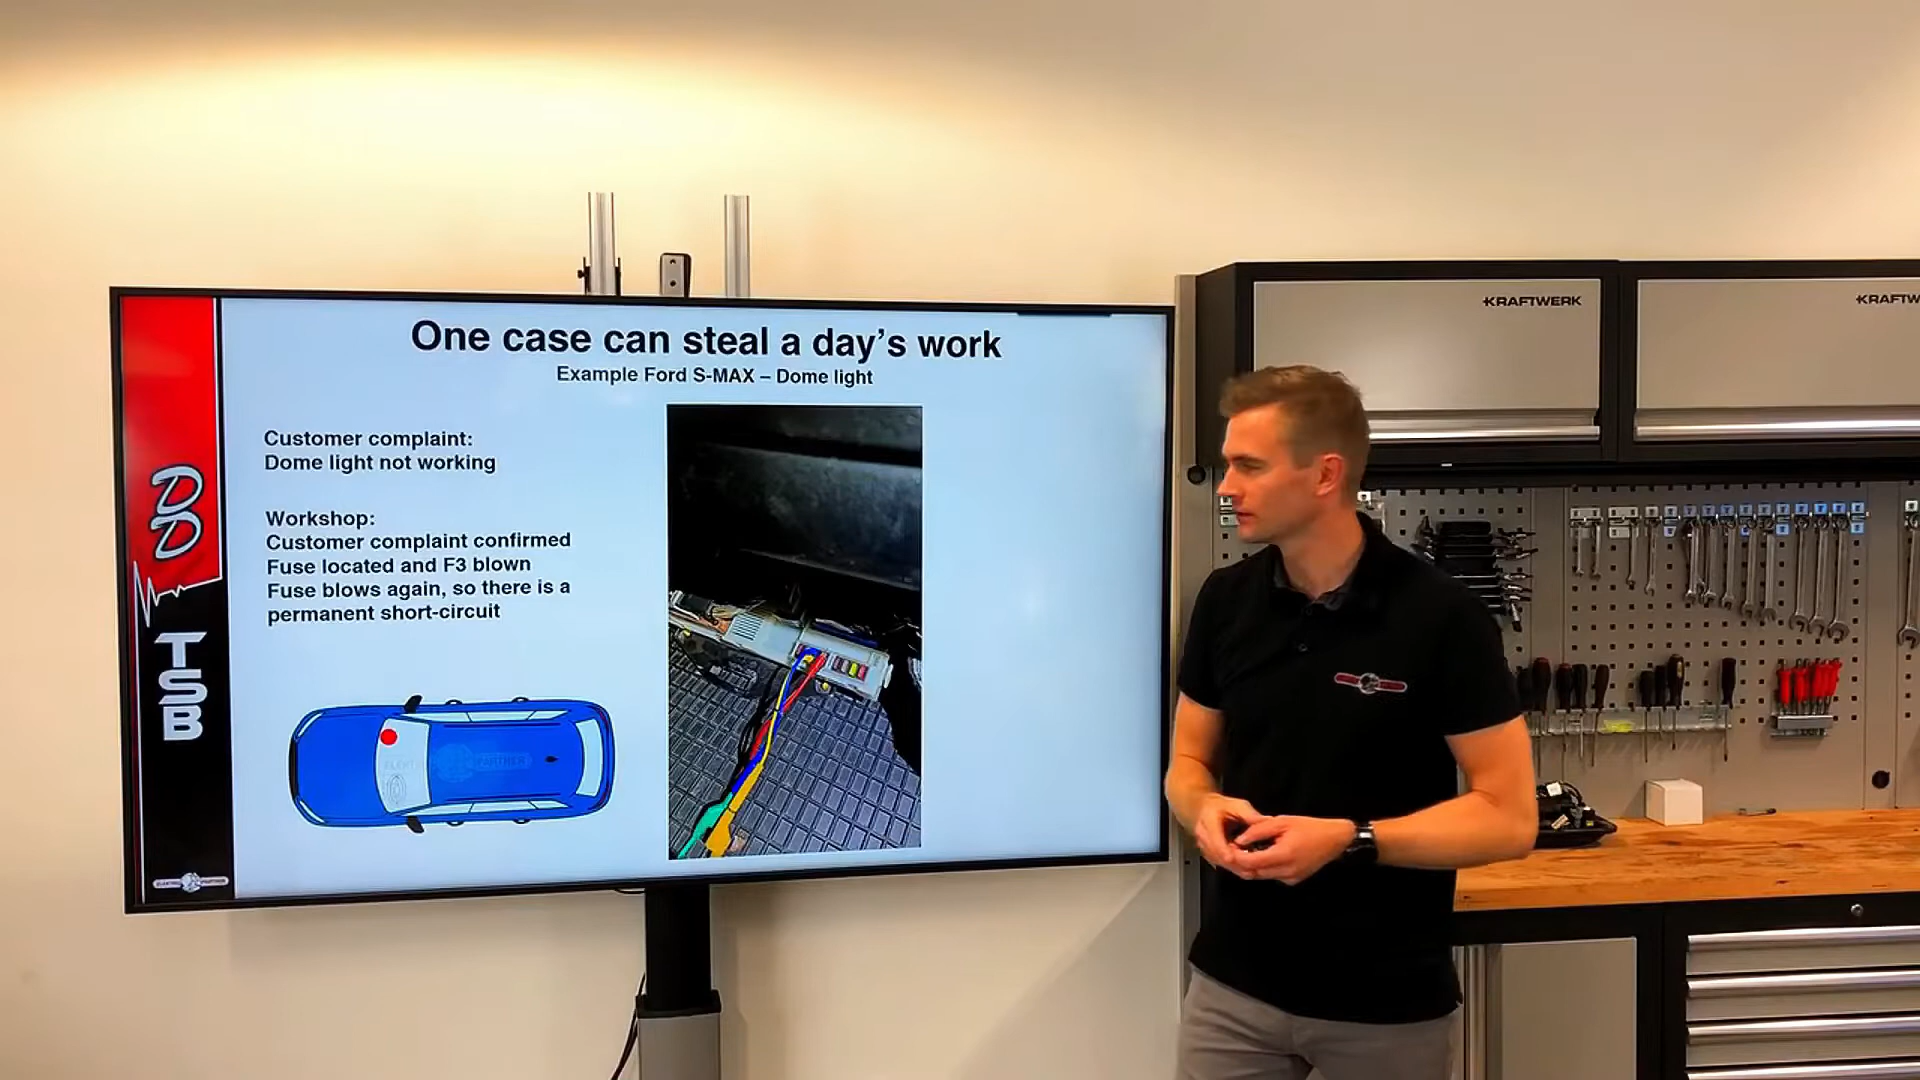 One case can steal a day's work
Example Ford S-MAX – Dome light
Customer complaint:
Dome light not working
Workshop:
Customer complaint confirmed
Fuse located and F3 blown
Fuse blows again, so there is a
permanent short-circuit
DD
TSB
KRAFTWERK
KRAFTW